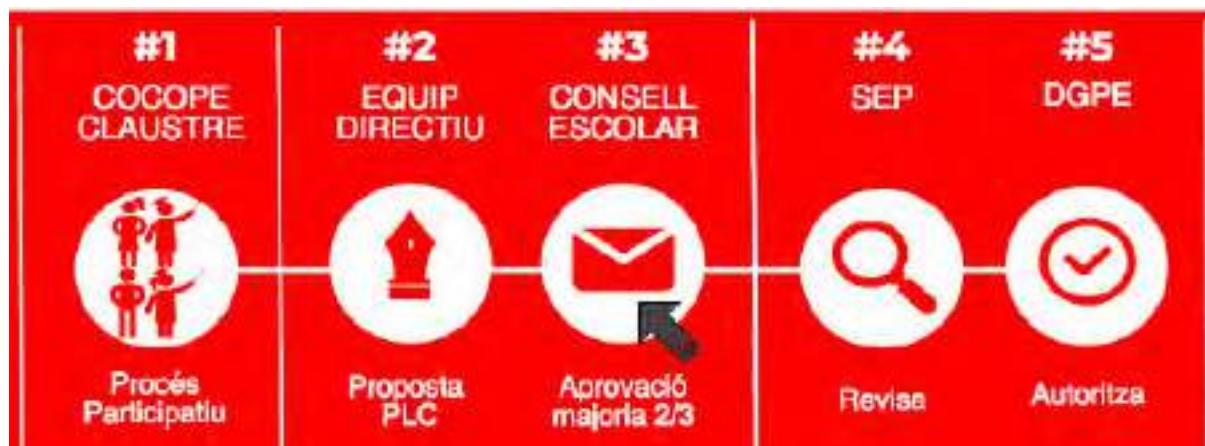 #1
COCOPE
CLAUSTRE
Procés
Participatiu
#2
EQUIP
DIRECTIU
Proposta
PLC
#3
CONSELL
ESCOLAR
Aprovació
majoria 2/3
#4
SEP
Revisa
#5
DGPE
Autoritza